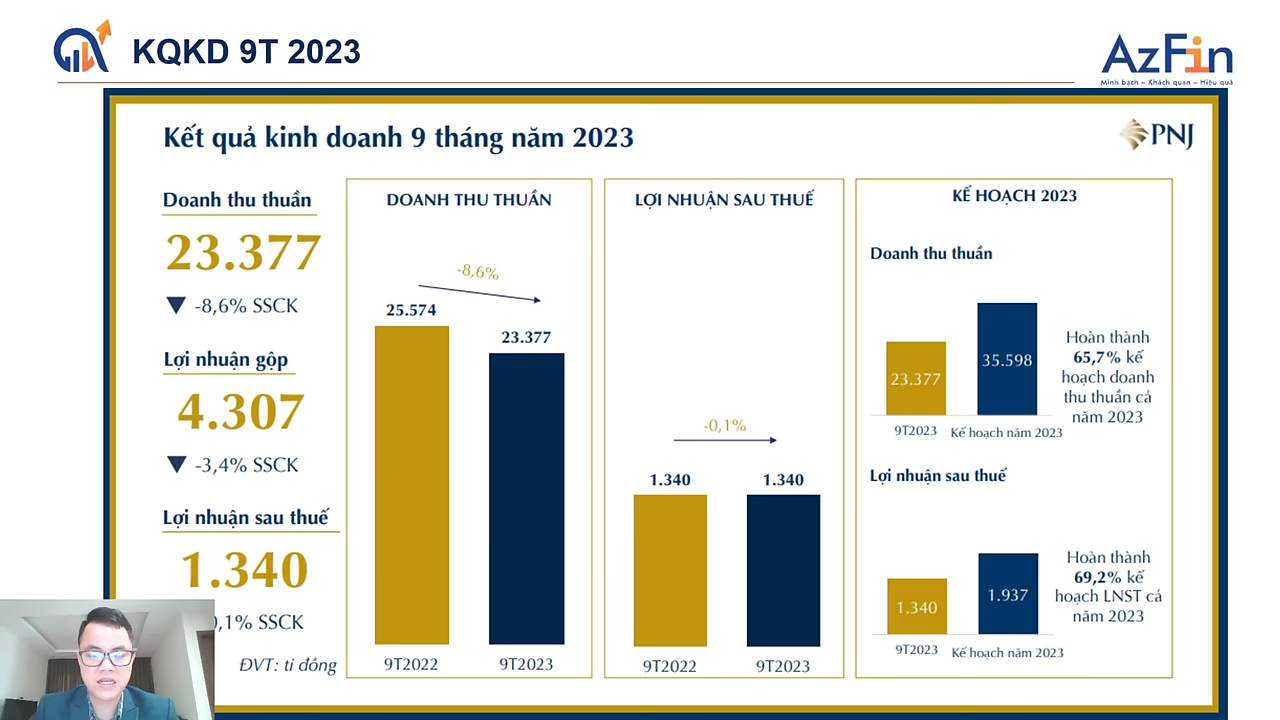 KQKD 9T 2023
AzFin
Minh bạch – Khách quan – Hiệu quả
Kết quả kinh doanh 9 tháng năm 2023
PNJ
Doanh thu thuần
23.377
-8,6% SSCK
Lợi nhuận gộp
4.307
-3,4% SSCK
Lợi nhuận sau thuế
1.340
,1% SSCK
ĐVT: tỉ đồng
DOANH THU THUẦN
-8,6%
25.574
23.377
9T2022
9T2023
LỢI NHUẬN SAU THUẾ
-0,1%
1.340
1.340
9T2022
9T2023
KẾ HOẠCH 2023
Doanh thu thuần
23.377
35.598
9T2023
Kế hoạch năm 2023
Hoàn thành
65,7% kế
hoạch doanh
thu thuần cả
năm 2023
Lợi nhuận sau thuế
1.340
1.937
9T2023
Kế hoạch năm 2023
Hoàn thành
69,2% kế
hoạch LNST cả
năm 2023